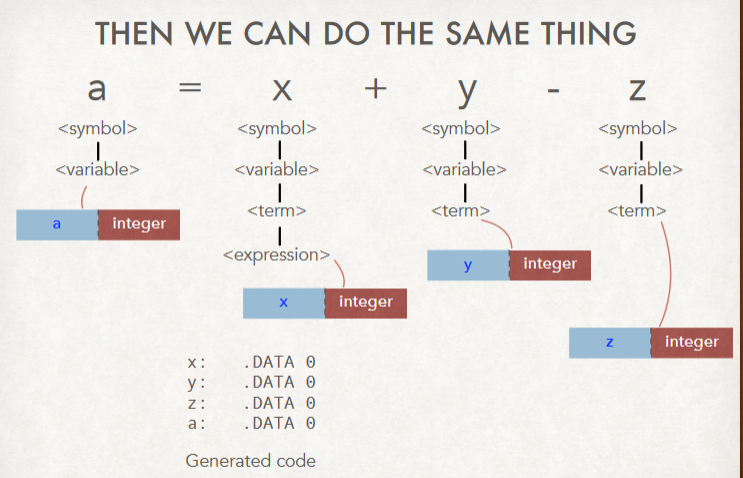 THEN WE CAN DO THE SAME THING
a = x + y - z
<symbol> <symbol> <symbol> <symbol>
<variable> <variable> <variable> <variable>
<term> <term> <term>
a integer
<expression>
y integer
x integer
z integer
x: .DATA 0
y: .DATA 0
z: .DATA 0
a: .DATA 0
Generated code